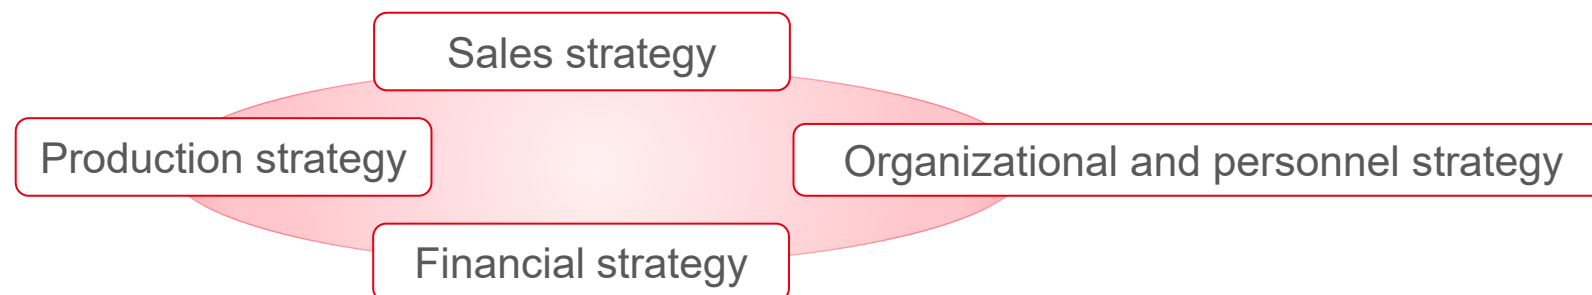 Sales strategy
Production strategy
Organizational and personnel strategy
Financial strategy